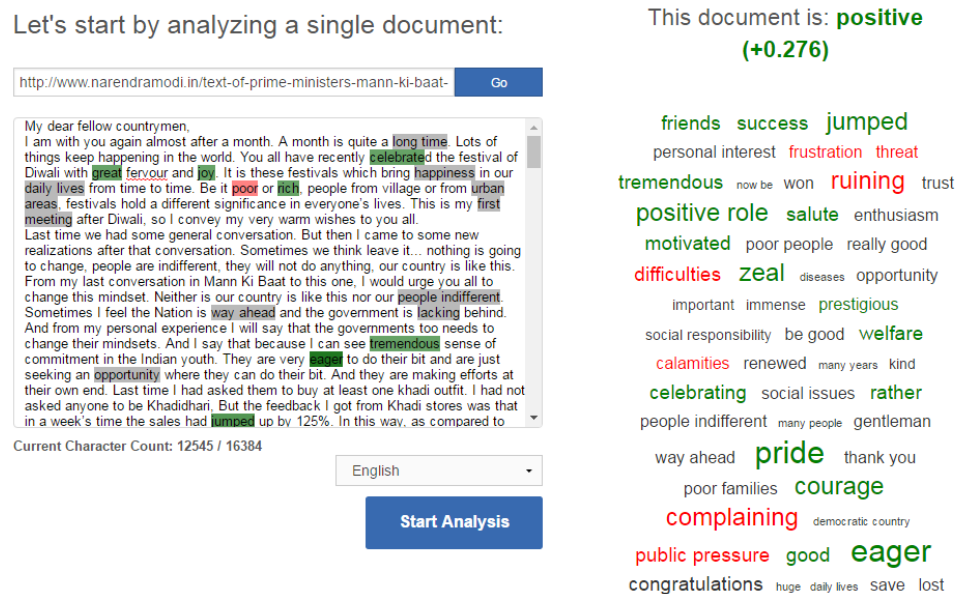 Let's start by analyzing a single document:
http://www.narendramodi.in/text-of-prime-ministers-mann-ki-baat-
Go
My dear fellow countrymen,
I am with you again almost after a month. A month is quite a long time. Lots of
things keep happening in the world. You all have recently celebrated the festival of
Diwali with great fervour and joy. It is these festivals which bring happiness in our
daily lives from time to time. Be it poor or rich, people from village or from urban
areas, festivals hold a different significance in everyone's lives. This is my first
meeting after Diwali, so I convey my very warm wishes to you all.
Last time we had some general conversation. But then I came to some new
realizations after that conversation. Sometimes we think leave it... nothing is going
to change, people are indifferent, they will not do anything, our country is like this.
From my last conversation in Mann Ki Baat to this one, I would urge you all to
change this mindset. Neither is our country is like this nor our people indifferent.
Sometimes I feel the Nation is way ahead and the government is lacking behind.
And from my personal experience I will say that the governments too needs to
change their mindsets. And I say that because I can see tremendous sense of
commitment in the Indian youth. They are very eager to do their bit and are just
seeking an opportunity where they can do their bit. And they are making efforts at
their own end. Last time I had asked them to buy at least one khadi outfit. I had not
asked anyone to be Khadidhari, But the feedback I got from Khadi stores was that
in a week's time the sales had jumped up by 125%. In this way, as compared to
Current Character Count: 12545 / 16384
English
Start Analysis
This document is: positive
(+0.276)
friends success jumped
personal interest frustration threat
tremendous now be won ruining trust
positive role salute enthusiasm
motivated poor people really good
difficulties zeal diseases opportunity
important immense prestigious
social responsibility be good welfare
calamities renewed many years kind
celebrating social issues rather
people indifferent many people gentleman
way ahead pride thank you
poor families courage
complaining democratic country
public pressure good eager
congratulations huge daily lives save lost